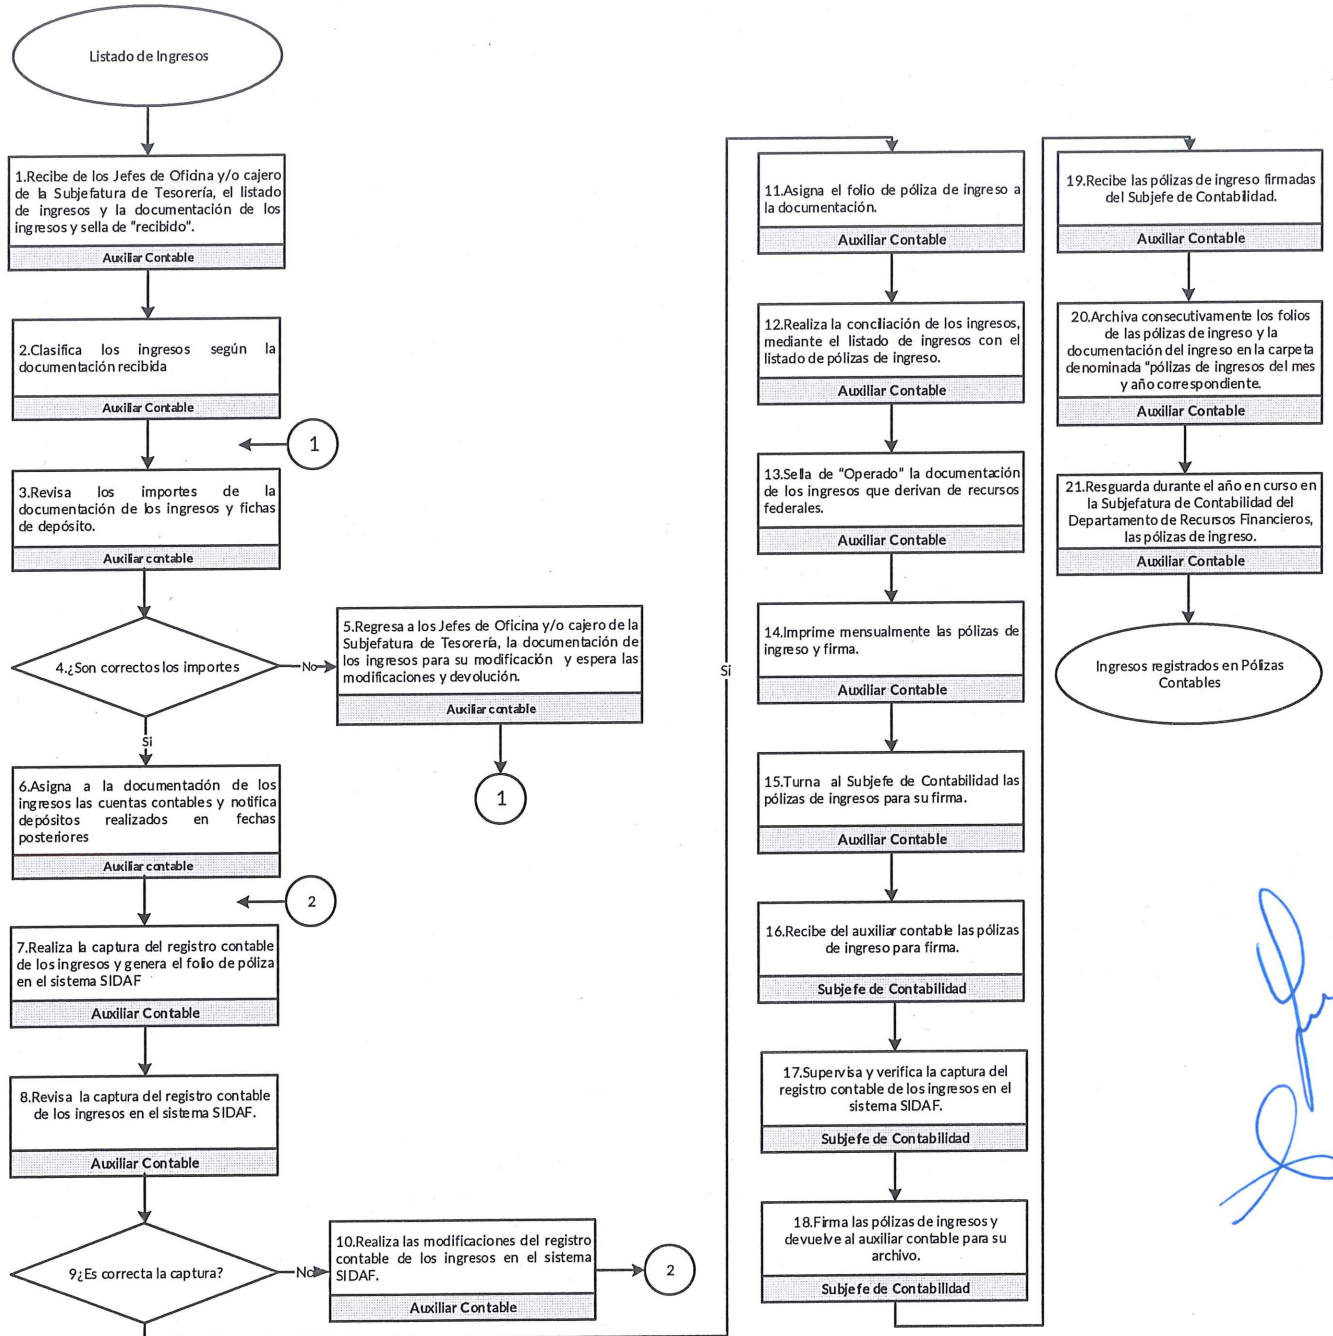 Listado de Ingresos
1.Recibe de los Jefes de Oficina y/o cajero
de la Subjefatura de Tesorería, el listado
de ingresos y la documentación de los
ingresos y sella de "recibido".
Auxiliar Contable
2.Clasifica los ingresos según la
documentación recibida
Auxiliar Contable
1
3.Revisa los importes de la
documentación de los ingresos y fichas
de depósito.
Auxiliar contable
4.¿Son correctos los importes
No
5.Regresa a los Jefes de Oficina y/o cajero de la
Subjefatura de Tesorería, la documentación de
los ingresos para su modificación y espera las
modificaciones y devolución.
Auxiliar contable
1
Si
6.Asigna a la documentación de los
ingresos las cuentas contables y notifica
depósitos realizados en fechas
posteriores
Auxiliar contable
2
7.Realiza la captura del registro contable
de los ingresos y genera el folio de póliza
en el sistema SIDAF
Auxiliar Contable
8.Revisa la captura del registro contable
de los ingresos en el sistema SIDAF.
Auxiliar Contable
9¿Es correcta la captura?
No
10.Realiza las modificaciones del registro
contable de los ingresos en el sistema
SIDAF.
Auxiliar Contable
2
Si
11.Asigna el folio de póliza de ingreso a
la documentación.
Auxiliar Contable
12.Realiza la conciliación de los ingresos,
mediante el listado de ingresos con el
listado de pólizas de ingreso.
Auxiliar Contable
13.Sella de "Operado" la documentación
de los ingresos que derivan de recursos
federales.
Auxiliar Contable
14.Imprime mensualmente las pólizas de
ingreso y firma.
Auxiliar Contable
15.Turna al Subjefe de Contabilidad las
pólizas de ingresos para su firma.
Auxiliar Contable
16.Recibe del auxiliar contable las pólizas
de ingreso para firma.
Subjefe de Contabilidad
17.Supervisa y verifica la captura del
registro contable de los ingresos en el
sistema SIDAF.
Subjefe de Contabilidad
18.Firma las pólizas de ingresos y
devuelve al auxiliar contable para su
archivo.
Subjefe de Contabilidad
19.Recibe las pólizas de ingreso firmadas
del Subjefe de Contabilidad.
Auxiliar Contable
20.Archiva consecutivamente los folios
de las pólizas de ingreso y la
documentación del ingreso en la carpeta
denominada "pólizas de ingresos del mes
y año correspondiente.
Auxiliar Contable
21.Resguarda durante el año en curso en
la Subjefatura de Contabilidad del
Departamento de Recursos Financieros,
las pólizas de ingreso.
Auxiliar Contable
Ingresos registrados en Pólizas
Contables